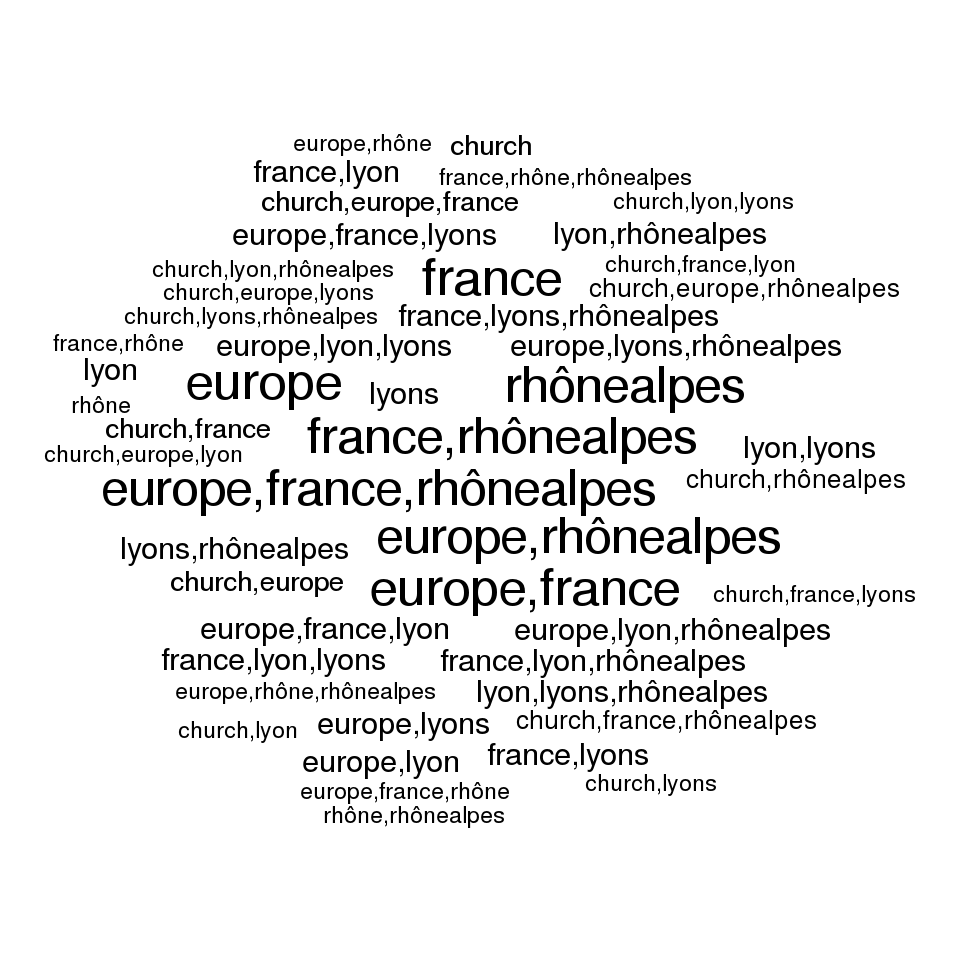 europe,rhône church
france,lyon france,rhône,rhônealpes
church,europe,france church,lyon,lyons
europe,france,lyons lyon,rhônealpes
church,lyon,rhônealpes france church,france,lyon
church,europe,lyons church,europe,rhônealpes
church,lyons,rhônealpes france,lyons,rhônealpes
france,rhône europe,lyon,lyons europe,lyons,rhônealpes
lyon europe lyons rhônealpes
rhône
church,france france,rhônealpes lyon,lyons
church,europe,lyon
europe,france,rhônealpes church,rhônealpes
lyons,rhônealpes europe,rhônealpes
church,europe europe,france church,france,lyons
europe,france,lyon europe,lyon,rhônealpes
france,lyon,lyons france,lyon,rhônealpes
europe,rhône,rhônealpes lyon,lyons,rhônealpes
church,lyon europe,lyons church,france,rhônealpes
europe,lyon france,lyons
europe,france,rhône church,lyons
rhône,rhônealpes